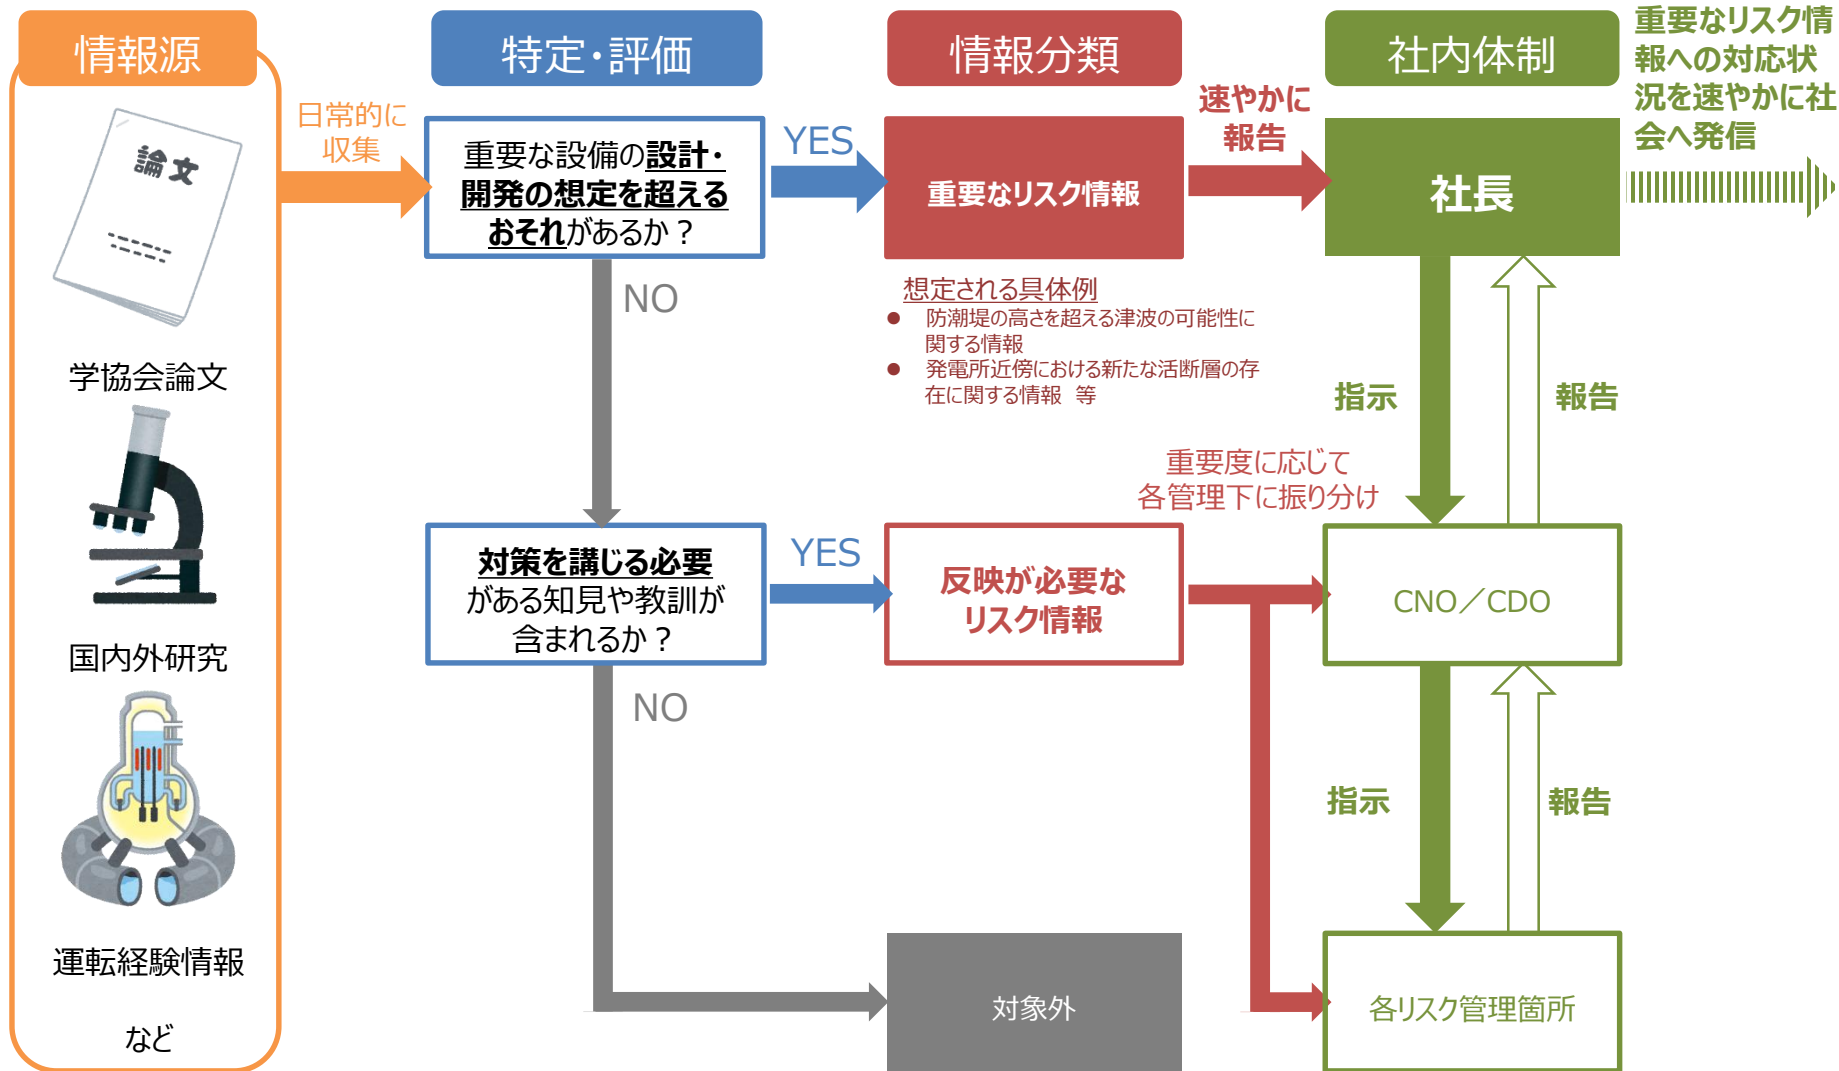 情報源
論文
学協会論文
国内外研究
運転経験情報
など
日常的に
収集
特定・評価
重要な設備の設計・
開発の想定を超える
おそれがあるか？
YES
NO
対策を講じる必要
がある知見や教訓が
含まれるか？
YES
NO
情報分類
重要なリスク情報
想定される具体例
● 防潮堤の高さを超える津波の可能性に
関する情報
● 発電所近傍における新たな活断層の存
在に関する情報 等
反映が必要な
リスク情報
対象外
速やかに
報告
重要度に応じて
各管理下に振り分け
社内体制
社長
指示
報告
CNO／CDO
指示
報告
各リスク管理箇所
重要なリスク情
報への対応状
況を速やかに社
会へ発信